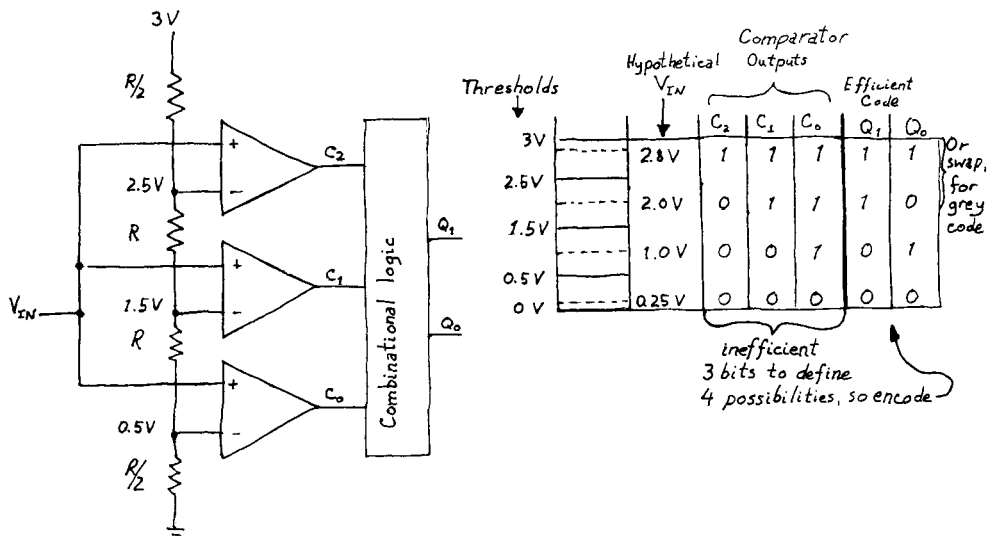 3V
R/2
+
C2
2.5V
−
R
+
C1
VIN
1.5V
−
R
+
C0
0.5V
−
R/2
Combinational logic
Q1
Q0
Comparator
Outputs
Hypothetical
VIN
Thresholds
Efficient
Code
C2 C1 C0 Q1 Q0
3V
2.8V 1 1 1 1 1
2.5V
2.0V 0 1 1 1 0
1.5V
1.0V 0 0 1 0 1
0.5V
0.25V 0 0 0 0 0
0V
Or
swap,
for
grey
code
inefficient
3 bits to define
4 possibilities, so encode